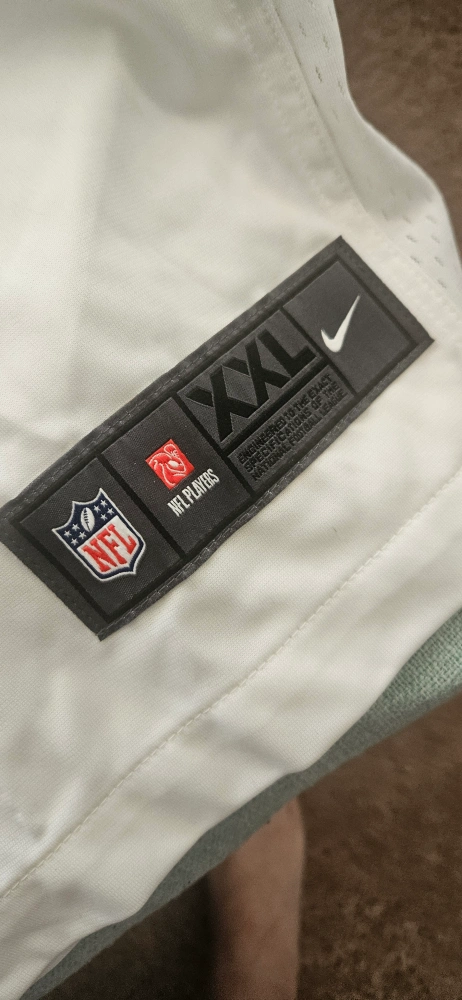 NFL
NFL PLAYERS
XXL
ENGINEERED TO THE EXACT
SPECIFICATIONS OF THE
NATIONAL FOOTBALL LEAGUE